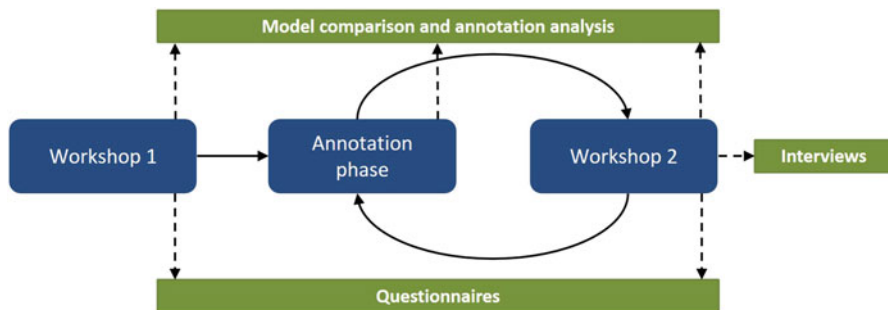 Model comparison and annotation analysis
Workshop 1
Annotation
phase
Workshop 2
Interviews
Questionnaires